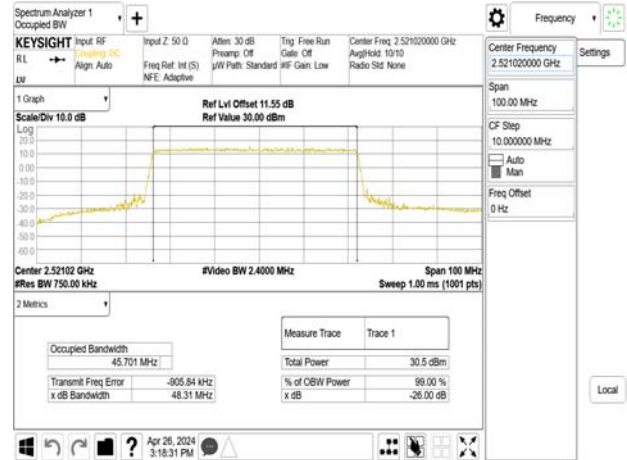 Spectrum Analyzer 1
Occupied BW
+
Frequency
KEYSIGHT
Input: RF
Input Z: 50 Ω
Atten: 30 dB
Trig: Free Run
Center Freq: 2.521020000 GHz
RL
Coupling: DC
Preamp: Off
Gate: Off
Avg|Hold: 10/10
Align: Auto
Freq Ref: Int (S)
µW Path: Standard
#IF Gain: Low
Radio Std: None
NFE: Adaptive
Center Frequency
2.521020000 GHz
Settings
Span
100.00 MHz
CF Step
10.000000 MHz
Auto
Man
Freq Offset
0 Hz
Local
1 Graph
Scale/Div 10.0 dB
Ref Lvl Offset 11.55 dB
Ref Value 30.00 dBm
Log
20.0
10.0
0.00
-10.0
-20.0
-30.0
-40.0
-50.0
-60.0
Center 2.52102 GHz
#Video BW 2.4000 MHz
Span 100 MHz
#Res BW 750.00 kHz
Sweep 1.00 ms (1001 pts)
2 Metrics
Measure Trace
Trace 1
Occupied Bandwidth
45.701 MHz
Total Power
30.5 dBm
Transmit Freq Error
-905.84 kHz
% of OBW Power
99.00 %
x dB Bandwidth
48.31 MHz
x dB
-26.00 dB
?
Apr 26, 2024
3:18:31 PM